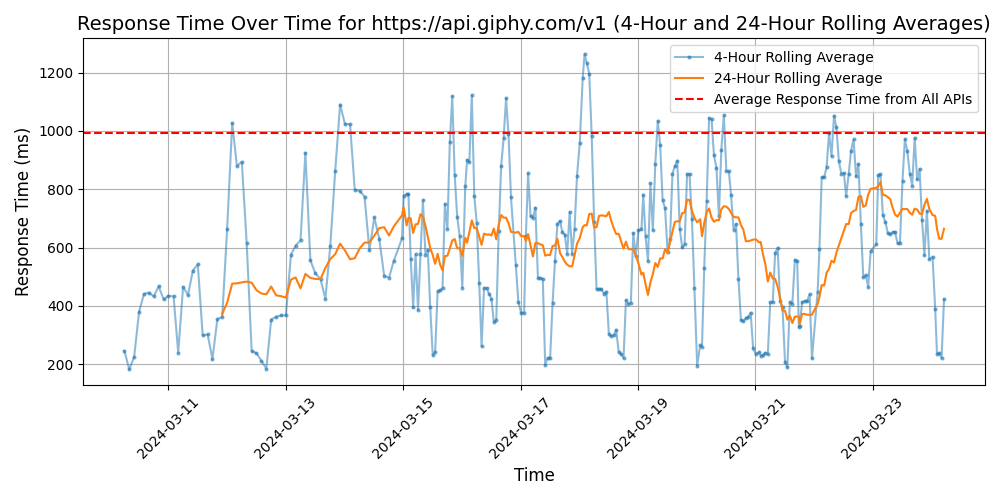 Response Time Over Time for https://api.giphy.com/v1 (4-Hour and 24-Hour Rolling Averages)
4-Hour Rolling Average
24-Hour Rolling Average
Average Response Time from All APIs
Response Time (ms)
1200
1000
800
600
400
200
2024-03-11
2024-03-13
2024-03-15
2024-03-17
2024-03-19
2024-03-21
2024-03-23
Time